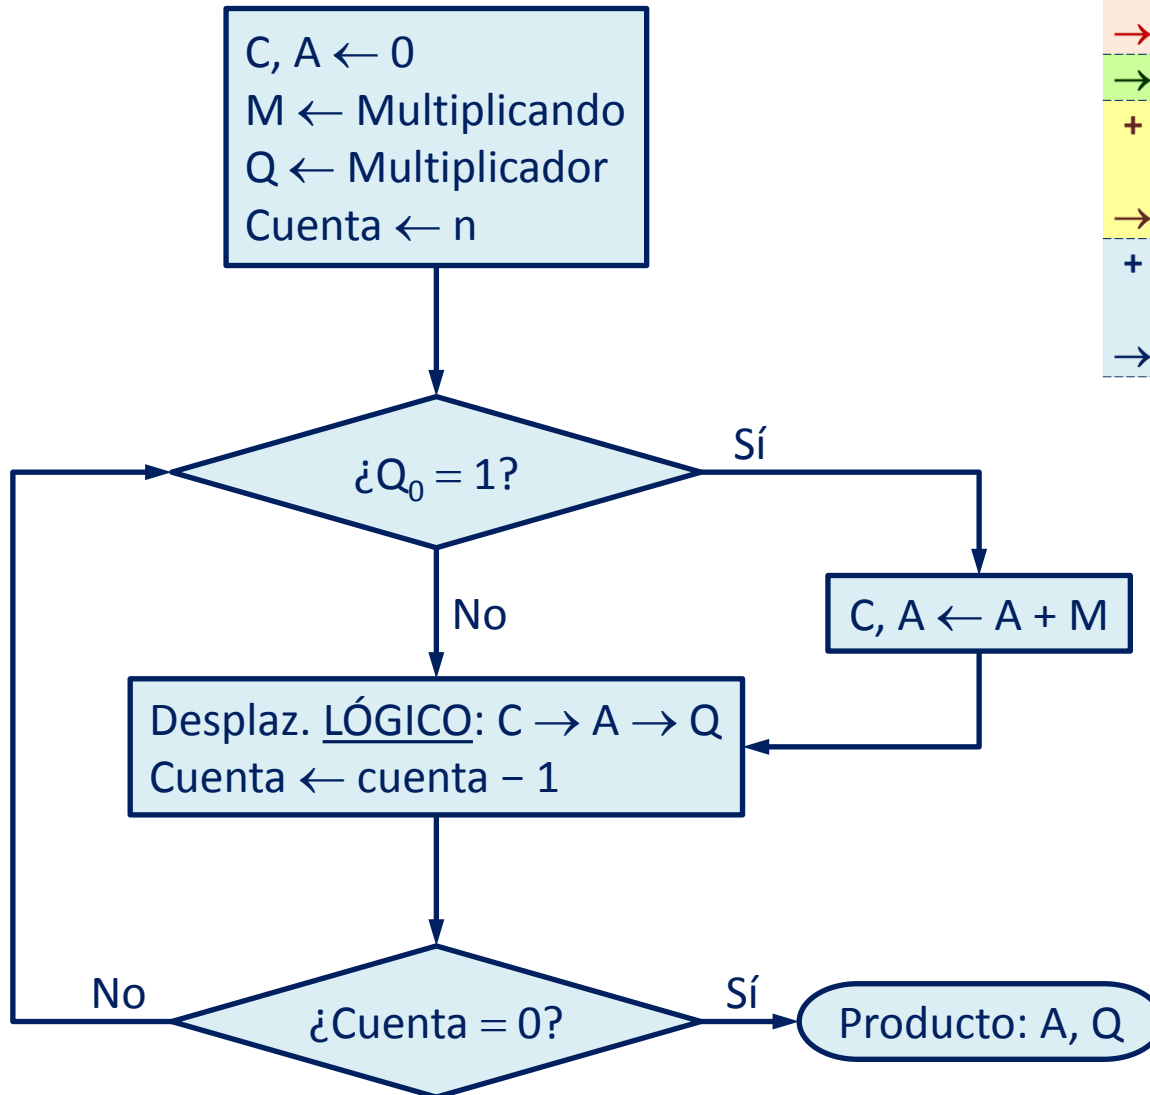 C, A ← 0
M ← Multiplicando
Q ← Multiplicador
Cuenta ← n
→
→
+
→
+
→
¿Q₀ = 1?
Sí
No
C, A ← A + M
Desplaz. LÓGICO: C → A → Q
Cuenta ← cuenta − 1
No
¿Cuenta = 0?
Sí
Producto: A, Q